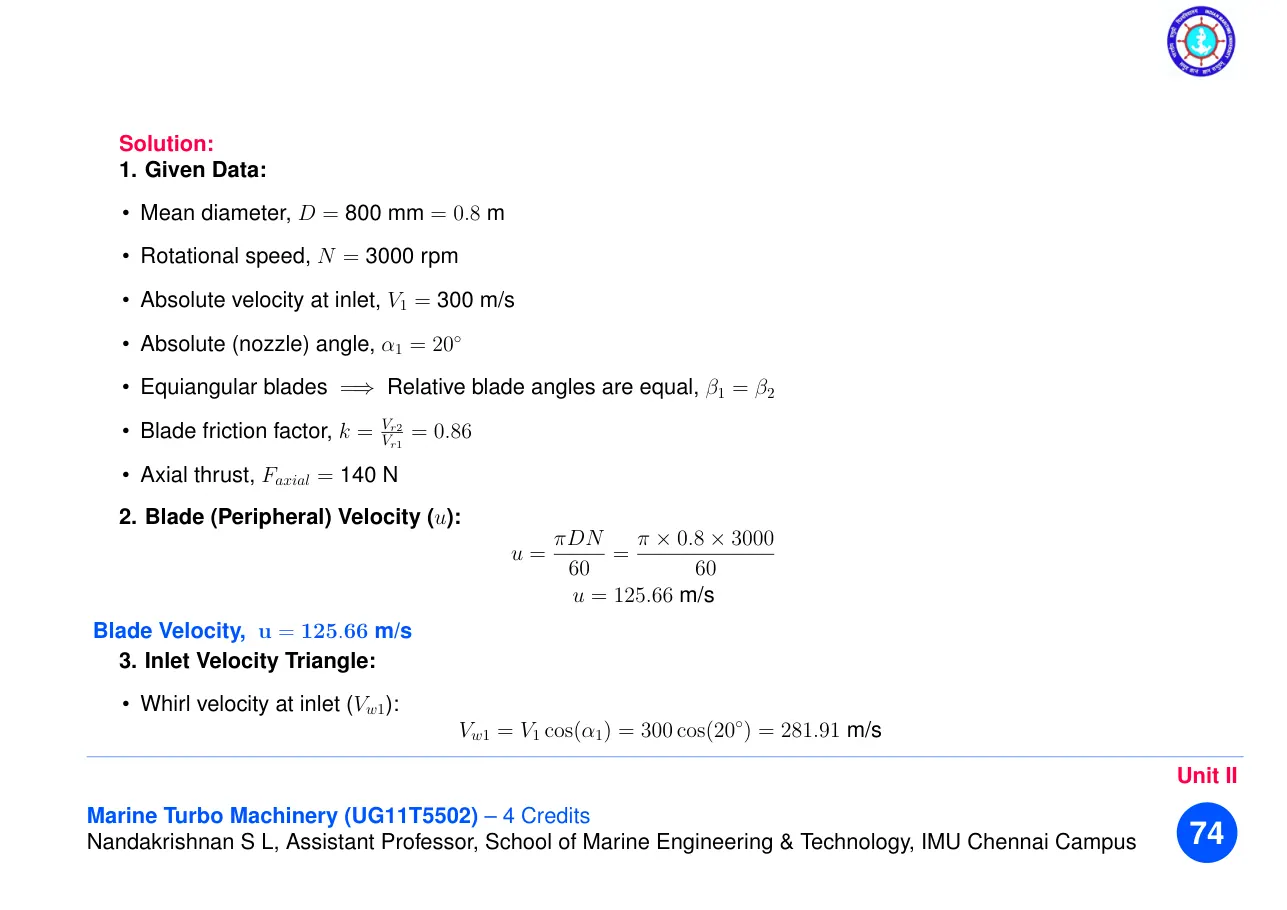 Solution:
1. Given Data:
• Mean diameter, D = 800 mm = 0.8 m
• Rotational speed, N = 3000 rpm
• Absolute velocity at inlet, V₁ = 300 m/s
• Absolute (nozzle) angle, α₁ = 20°
• Equiangular blades ⟹ Relative blade angles are equal, β₁ = β₂
• Blade friction factor, k = Vr2/Vr1 = 0.86
• Axial thrust, Faxial = 140 N
2. Blade (Peripheral) Velocity (u):
u = πDN/60 = π × 0.8 × 3000/60
u = 125.66 m/s
Blade Velocity, u = 125.66 m/s
3. Inlet Velocity Triangle:
• Whirl velocity at inlet (Vw1):
Vw1 = V₁ cos(α₁) = 300 cos(20°) = 281.91 m/s
Unit II
Marine Turbo Machinery (UG11T5502) – 4 Credits
Nandakrishnan S L, Assistant Professor, School of Marine Engineering & Technology, IMU Chennai Campus
74